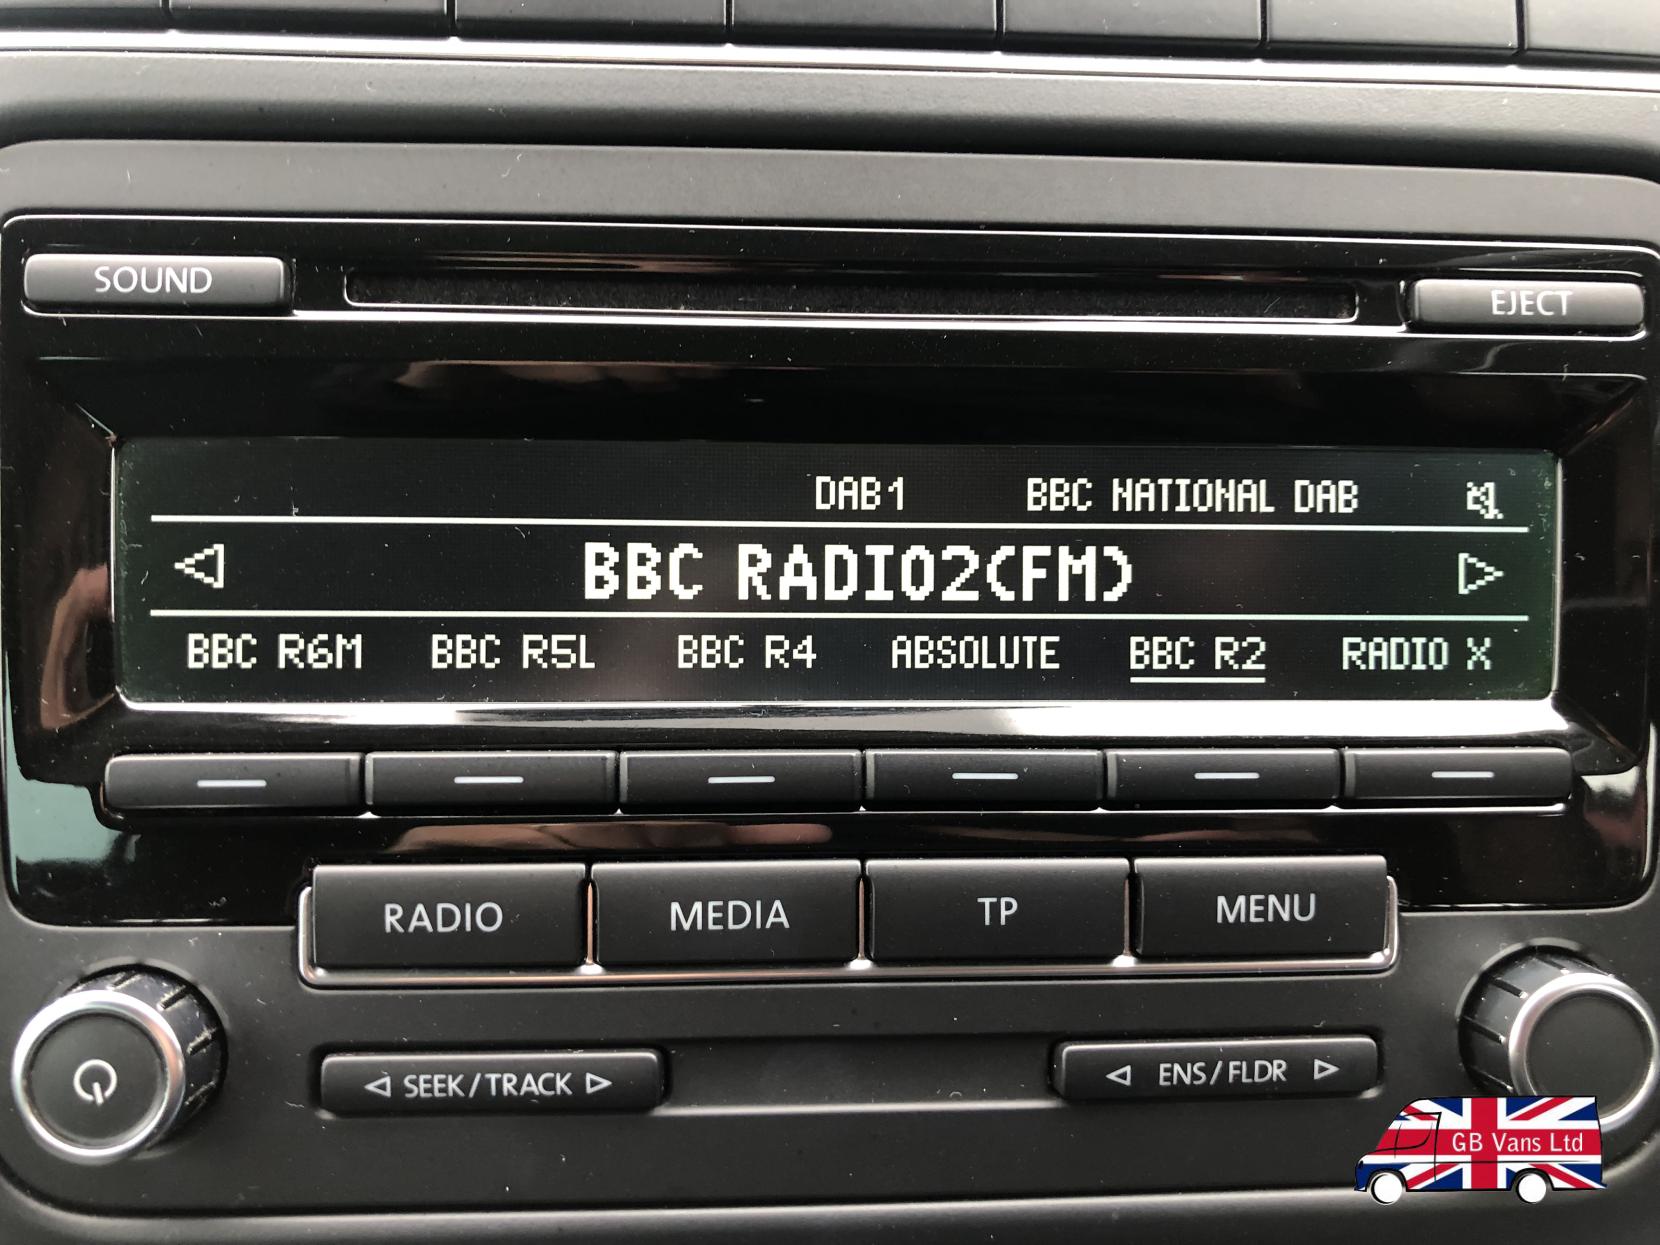 SOUND
EJECT
DAB1 BBC NATIONAL DAB
BBC RADIO2(FM)
BBC R6M BBC R5L BBC R4 ABSOLUTE BBC R2 RADIO X
RADIO MEDIA TP MENU
SEEK/TRACK
ENS/FLDR
GB Vans Ltd